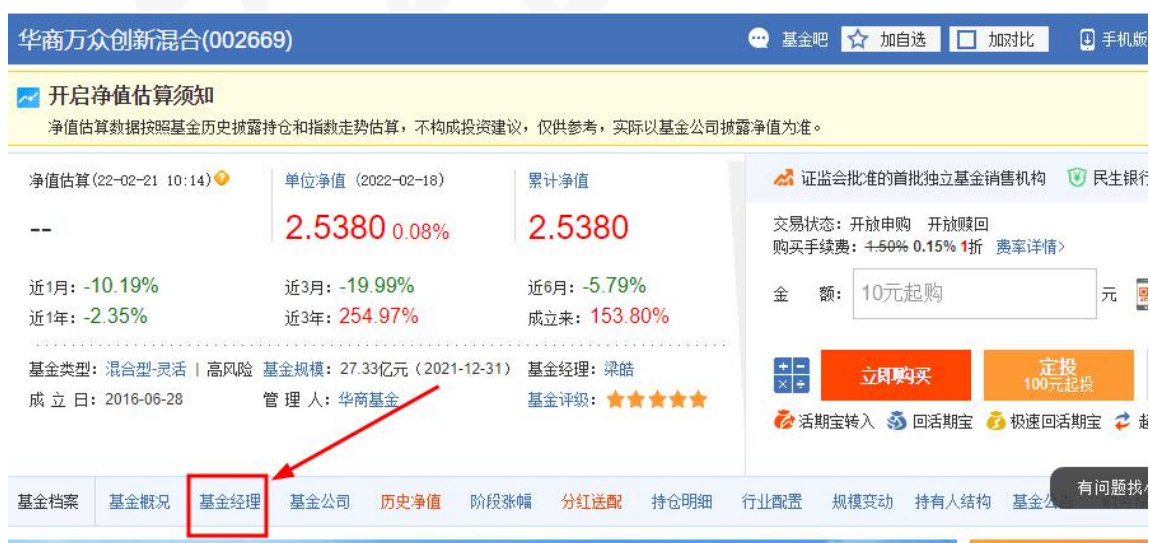 华商万众创新混合(002669) 基金吧 加自选 加对比 手机版
开启净值估算须知
净值估算数据按照基金历史披露持仓和指数走势估算，不构成投资建议，仅供参考，实际以基金公司披露净值为准。
净值估算(22-02-21 10:14) 单位净值 (2022-02-18) 累计净值
-- 2.5380 0.08% 2.5380
近1月: -10.19% 近3月: -19.99% 近6月: -5.79%
近1年: -2.35% 近3年: 254.97% 成立来: 153.80%
基金类型: 混合型-灵活 | 高风险 基金规模: 27.33亿元 (2021-12-31) 基金经理: 梁皓
成 立 日: 2016-06-28 管 理 人: 华商基金 基金评级: ★★★★★
证监会批准的首批独立基金销售机构 民生银行
交易状态: 开放申购 开放赎回
购买手续费: 1.50% 0.15% 1折 费率详情>
金 额: 10元起购 元
立即购买 定投
100元起投
活期宝转入 回活期宝 极速回活期宝
基金档案 基金概况 基金经理 基金公司 历史净值 阶段涨幅 分红送配 持仓明细 行业配置 规模变动 持有人结构 基金公
有问题找